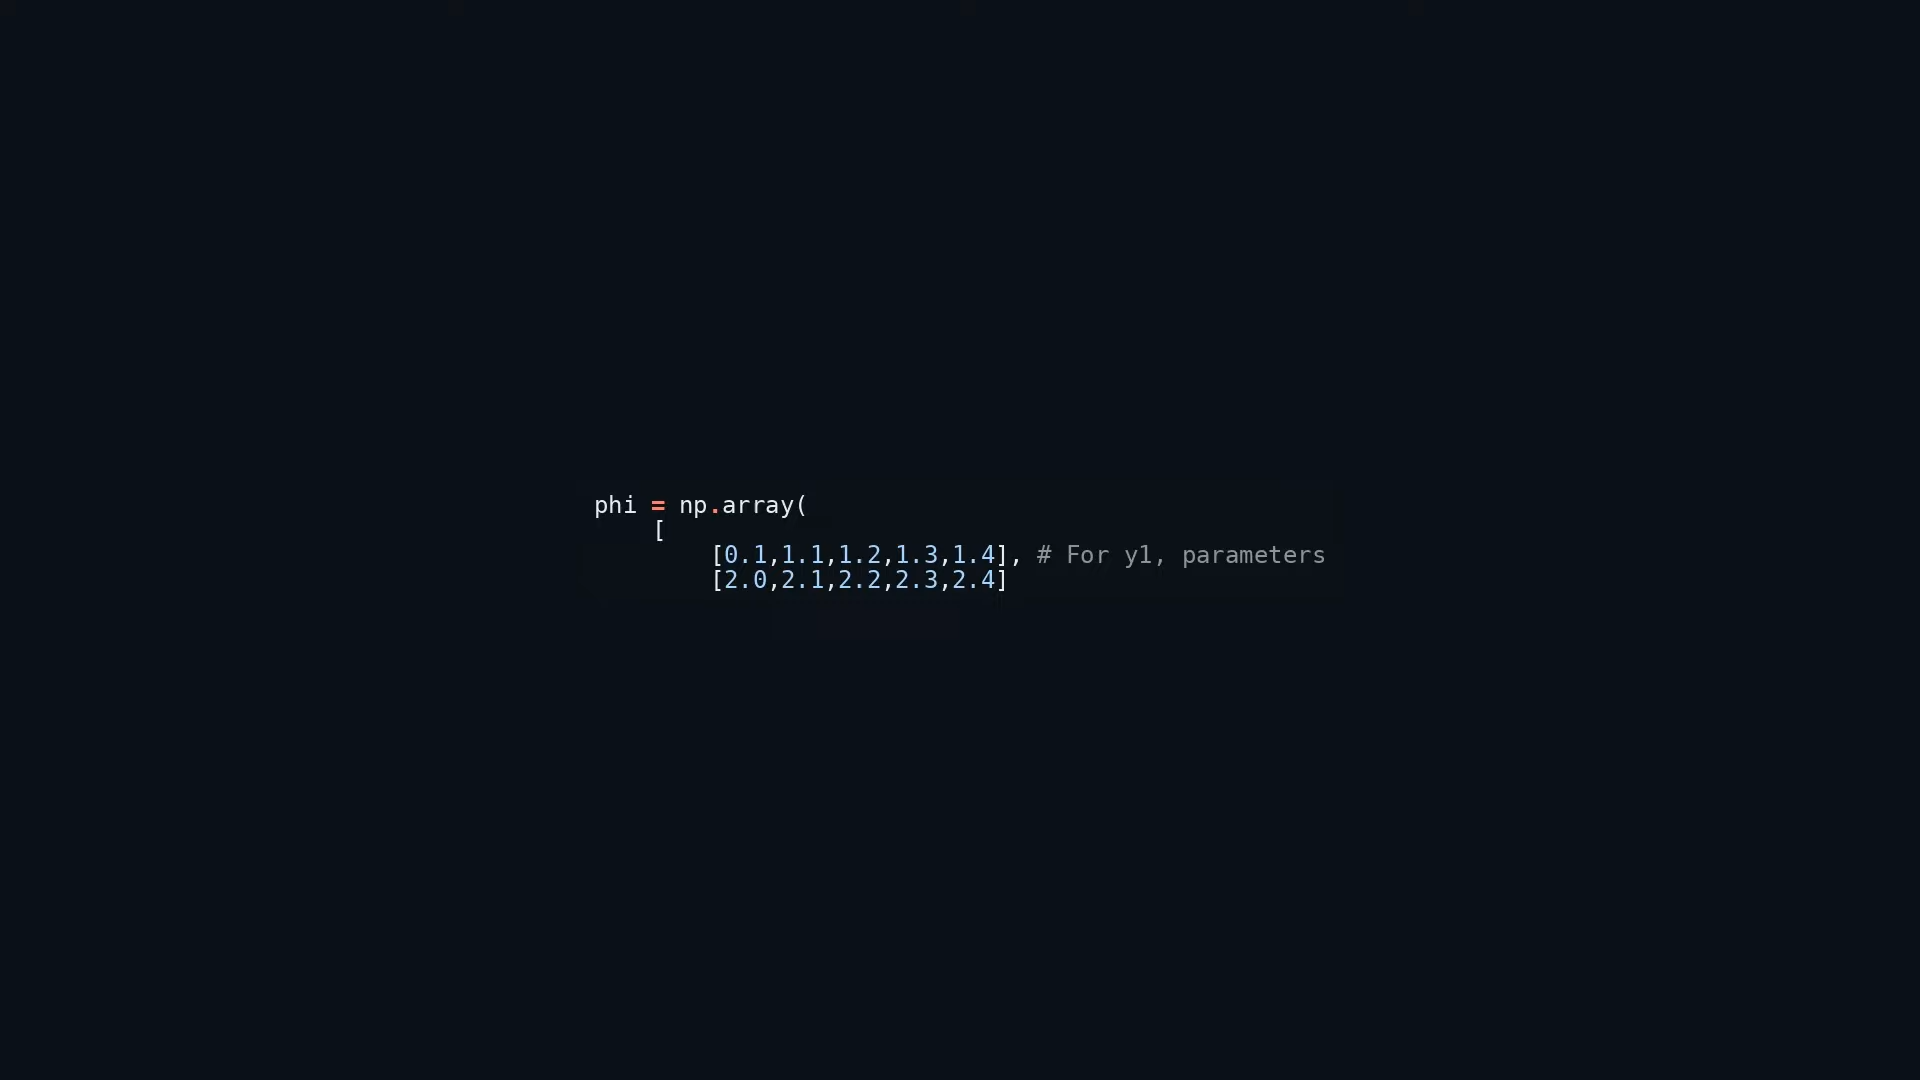 phi = np.array(
[
[0.1,1.1,1.2,1.3,1.4], # For y1, parameters
[2.0,2.1,2.2,2.3,2.4]